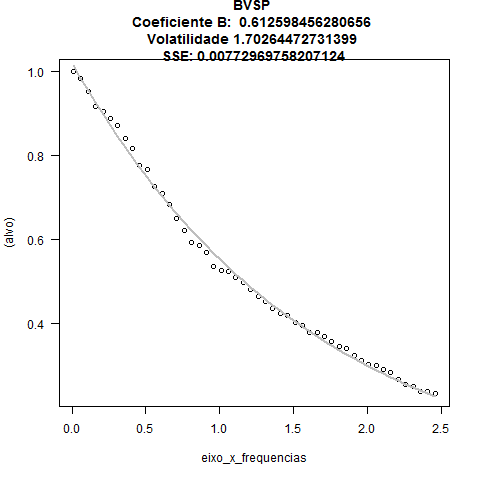 BVSP
Coeficiente B: 0.612598456280656
Volatilidade 1.70264472731399
SSE: 0.00772969758207124
1.0
0.8
0.6
0.4
(alvo)
0.0 0.5 1.0 1.5 2.0 2.5
eixo_x_frequencias